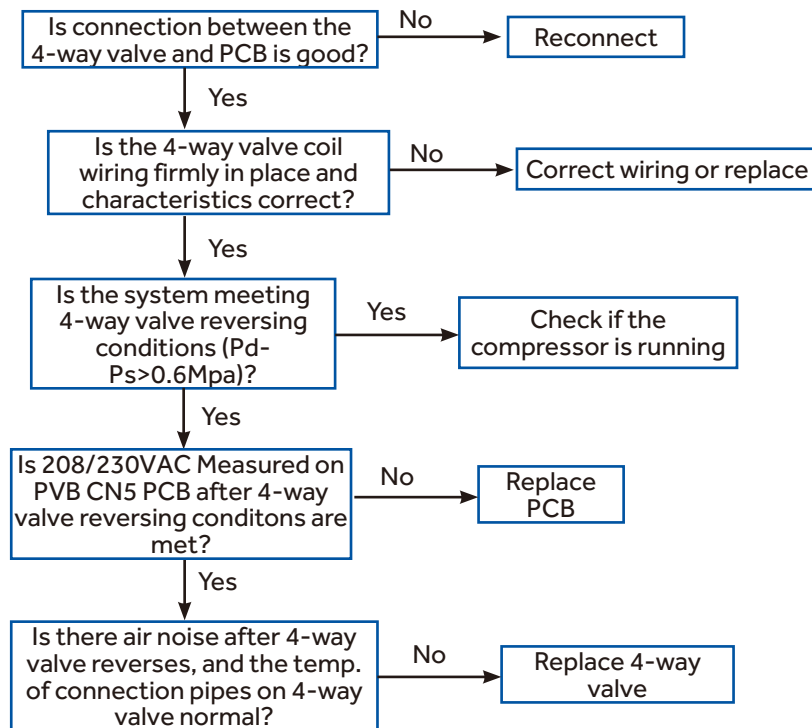 Is connection between the
4-way valve and PCB is good?
No
Reconnect
Yes
Is the 4-way valve coil
wiring firmly in place and
characteristics correct?
No
Correct wiring or replace
Yes
Is the system meeting
4-way valve reversing
conditions (Pd-
Ps>0.6Mpa)?
Yes
Check if the
compressor is running
Yes
Is 208/230VAC Measured on
PVB CN5 PCB after 4-way
valve reversing conditons are
met?
No
Replace
PCB
Yes
Is there air noise after 4-way
valve reverses, and the temp.
of connection pipes on 4-way
valve normal?
No
Replace 4-way
valve